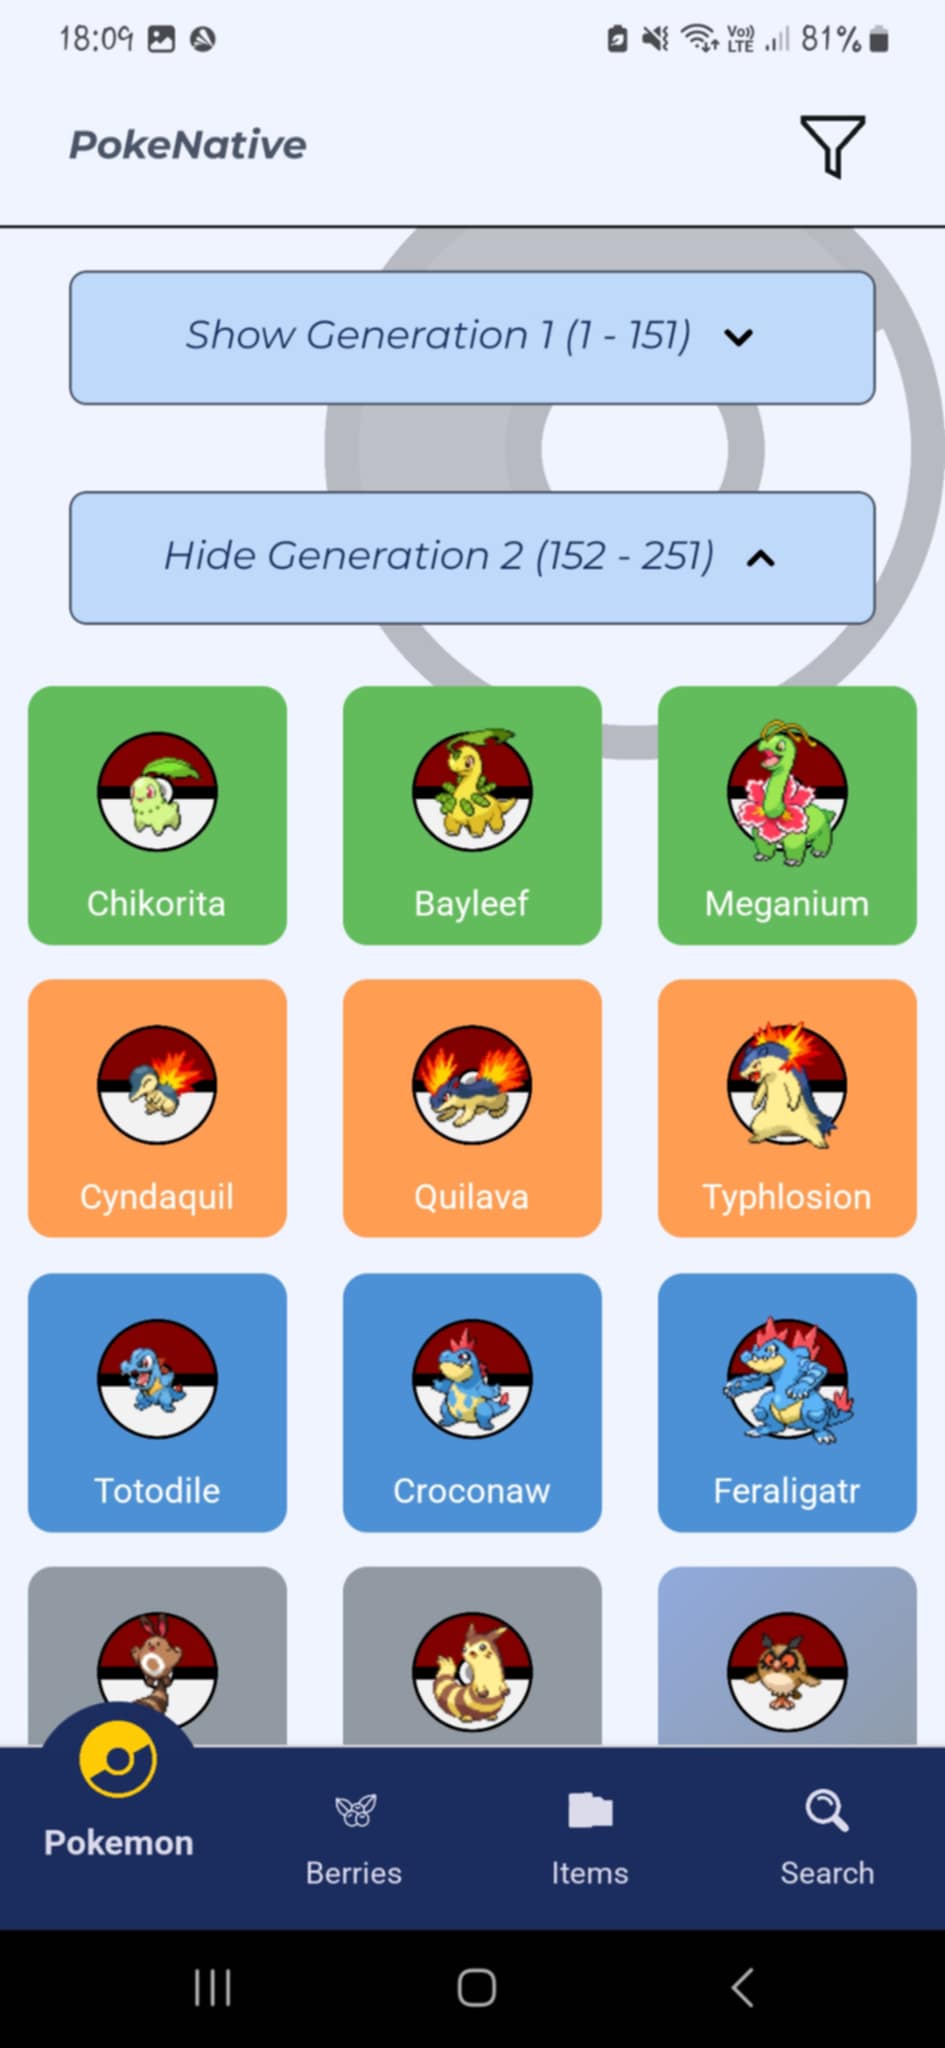 18:09 Vo)) LTE 81%
PokeNative
Show Generation 1 (1 - 151)
Hide Generation 2 (152 - 251)
Chikorita Bayleef Meganium
Cyndaquil Quilava Typhlosion
Totodile Croconaw Feraligatr
Pokemon Berries Items Search